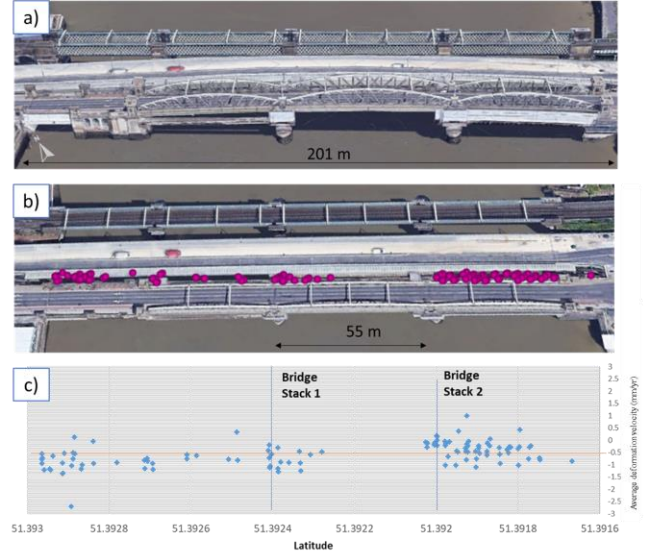 a)
201 m
b)
55 m
c)
Bridge
Stack 1
Bridge
Stack 2
3
2.5
2
1.5
1
0.5
0
-0.5
-1
-1.5
-2
-2.5
-3
Average deformation velocity (mm/yr)
51.393
51.3928
51.3926
51.3924
51.3922
51.392
51.3918
51.3916
Latitude